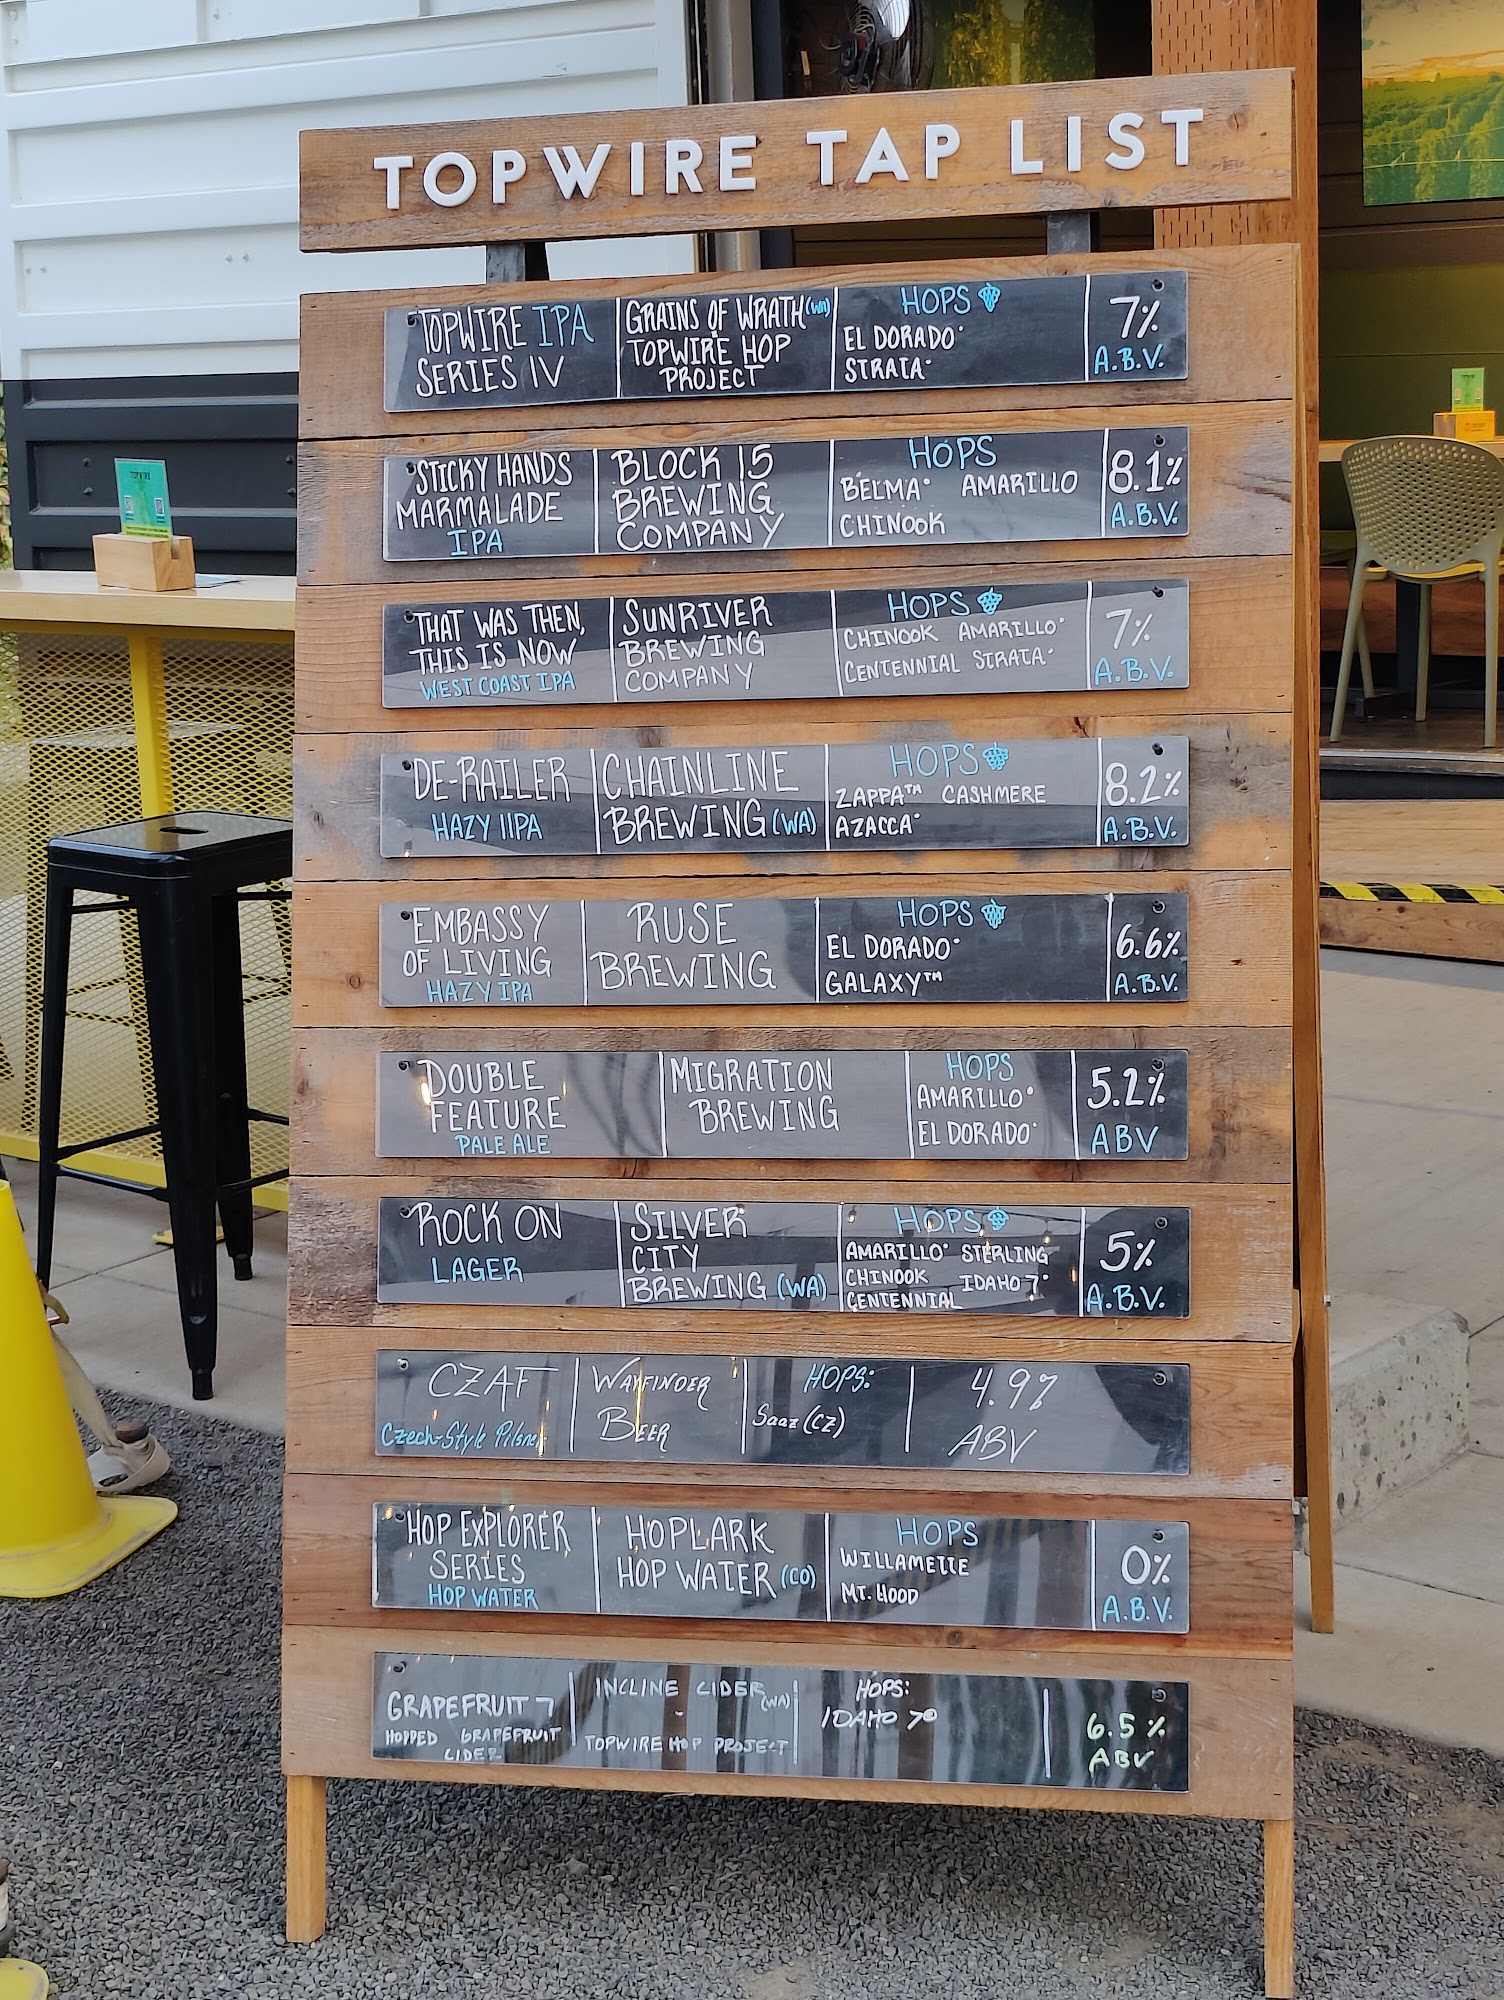 TOPWIRE TAP LIST
TOPWIRE IPA
SERIES IV
GRAINS OF WRATH (WA)
TOPWIRE HOP
PROJECT
HOPS
EL DORADO®
STRATA®
7%
A.B.V.
STICKY HANDS
MARMALADE
IPA
BLOCK 15
BREWING
COMPANY
HOPS
BELMA® AMARILLO
CHINOOK
8.1%
A.B.V.
THAT WAS THEN,
THIS IS NOW
WEST COAST IPA
SUNRIVER
BREWING
COMPANY
HOPS
CHINOOK AMARILLO®
CENTENNIAL STRATA®
7%
A.B.V.
DE-RAILER
HAZY IIPA
CHAINLINE
BREWING (WA)
HOPS
ZAPPA™ CASHMERE
AZACCA®
8.2%
A.B.V.
EMBASSY
OF LIVING
HAZY IPA
RUSE
BREWING
HOPS
EL DORADO®
GALAXY™
6.6%
A.B.V.
DOUBLE
FEATURE
PALE ALE
MIGRATION
BREWING
HOPS
AMARILLO®
EL DORADO®
5.2%
ABV
ROCK ON
LAGER
SILVER
CITY
BREWING (WA)
HOPS
AMARILLO® STERLING
CHINOOK IDAHO 7®
CENTENNIAL
5%
A.B.V.
CZAF
Czech-Style Pilsner
WAYFINDER
BEER
HOPS:
Saaz (CZ)
4.9%
ABV
HOP EXPLORER
SERIES
HOP WATER
HOPLARK
HOP WATER (CO)
HOPS
WILLAMETTE
MT. HOOD
0%
A.B.V.
GRAPEFRUIT 7
HOPPED GRAPEFRUIT
CIDER
INCLINE CIDER (WA)
-
TOPWIRE HOP PROJECT
HOPS:
IDAHO 7®
6.5%
ABV
TOPWIRE